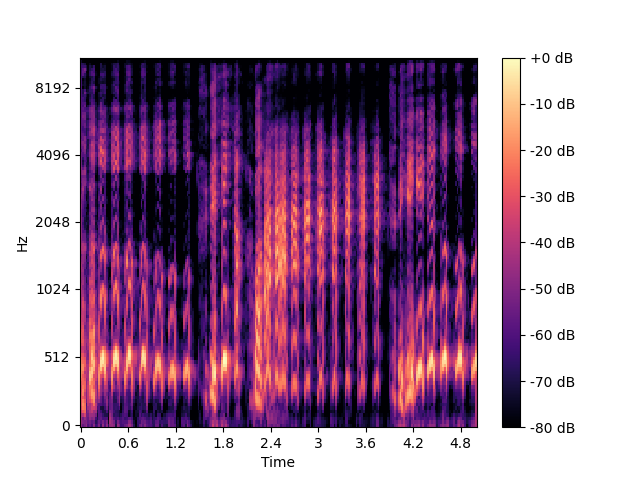 +0 dB
8192
-10 dB
4096
-20 dB
-30 dB
2048
Hz
-40 dB
1024
-50 dB
512
-60 dB
-70 dB
0
-80 dB
0 0.6 1.2 1.8 2.4 3 3.6 4.2 4.8
Time